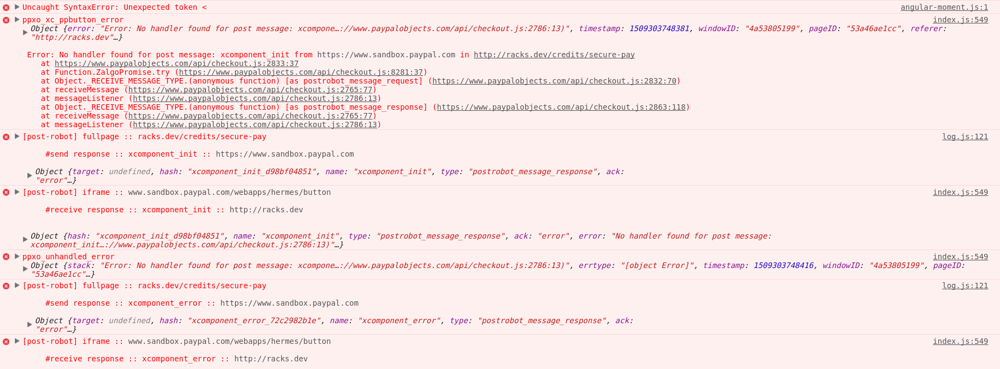 Uncaught SyntaxError: Unexpected token < angular-moment.js:1
ppxo_xc_ppbutton_error index.js:549
Object {error: "Error: No handler found for post message: xcompone…://www.paypalobjects.com/api/checkout.js:2786:13)", timestamp: 1509303748381, windowID: "4a53805199", pageID: "53a46ae1cc", referer:
"http://racks.dev"…}
Error: No handler found for post message: xcomponent_init from https://www.sandbox.paypal.com in http://racks.dev/credits/secure-pay
at https://www.paypalobjects.com/api/checkout.js:2833:37
at Function.ZalgoPromise.try (https://www.paypalobjects.com/api/checkout.js:8281:37)
at Object._RECEIVE_MESSAGE_TYPE.(anonymous function) [as postrobot_message_request] (https://www.paypalobjects.com/api/checkout.js:2832:70)
at receiveMessage (https://www.paypalobjects.com/api/checkout.js:2765:77)
at messageListener (https://www.paypalobjects.com/api/checkout.js:2786:13)
at Object._RECEIVE_MESSAGE_TYPE.(anonymous function) [as postrobot_message_response] (https://www.paypalobjects.com/api/checkout.js:2863:118)
at receiveMessage (https://www.paypalobjects.com/api/checkout.js:2765:77)
at messageListener (https://www.paypalobjects.com/api/checkout.js:2786:13)
[post-robot] fullpage :: racks.dev/credits/secure-pay log.js:121
#send response :: xcomponent_init :: https://www.sandbox.paypal.com
Object {target: undefined, hash: "xcomponent_init_d98bf04851", name: "xcomponent_init", type: "postrobot_message_response", ack:
"error"…}
[post-robot] iframe :: www.sandbox.paypal.com/webapps/hermes/button index.js:549
#receive response :: xcomponent_init :: http://racks.dev
Object {hash: "xcomponent_init_d98bf04851", name: "xcomponent_init", type: "postrobot_message_response", ack: "error", error: "No handler found for post message:
xcomponent_init…://www.paypalobjects.com/api/checkout.js:2786:13)"…}
ppxo_unhandled_error index.js:549
Object {stack: "Error: No handler found for post message: xcompone…://www.paypalobjects.com/api/checkout.js:2786:13)", errtype: "[object Error]", timestamp: 1509303748416, windowID: "4a53805199", pageID:
"53a46ae1cc"…}
[post-robot] fullpage :: racks.dev/credits/secure-pay log.js:121
#send response :: xcomponent_error :: https://www.sandbox.paypal.com
Object {target: undefined, hash: "xcomponent_error_72c2982b1e", name: "xcomponent_error", type: "postrobot_message_response", ack:
"error"…}
[post-robot] iframe :: www.sandbox.paypal.com/webapps/hermes/button index.js:549
#receive response :: xcomponent_error :: http://racks.dev